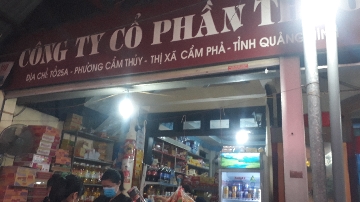 CÔNG TY CỔ PHẦN
ĐỊA CHỈ TỔ25A - PHƯỜNG CẨM THỦY - THỊ XÃ CẨM PHẢ - TỈNH QUẢNG